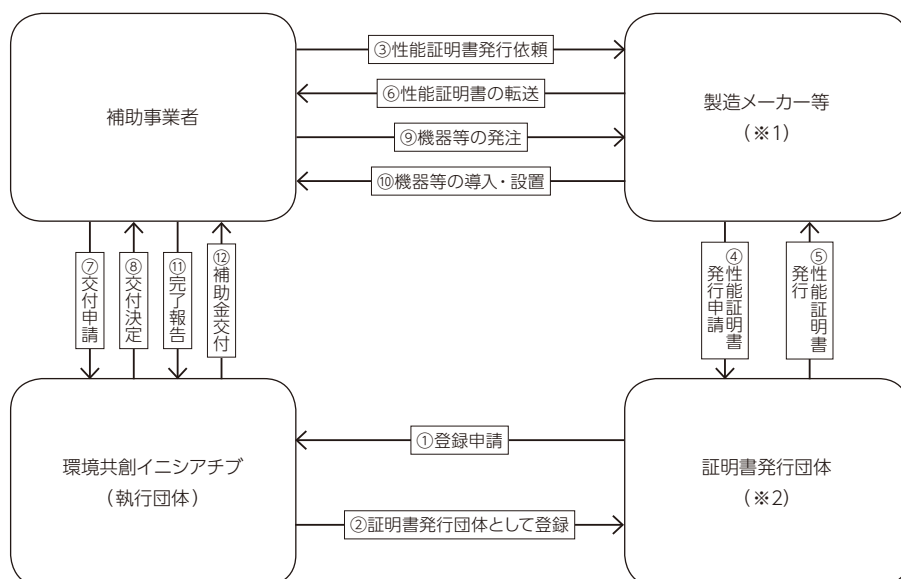 補助事業者
③性能証明書発行依頼
⑥性能証明書の転送
⑨機器等の発注
⑩機器等の導入・設置
製造メーカー等
(※1)
⑦交付申請
⑧交付決定
⑪完了報告
⑫補助金交付
④性能証明書
発行申請
⑤性能証明書
発行
環境共創イニシアチブ
(執行団体)
①登録申請
②証明書発行団体として登録
証明書発行団体
(※2)